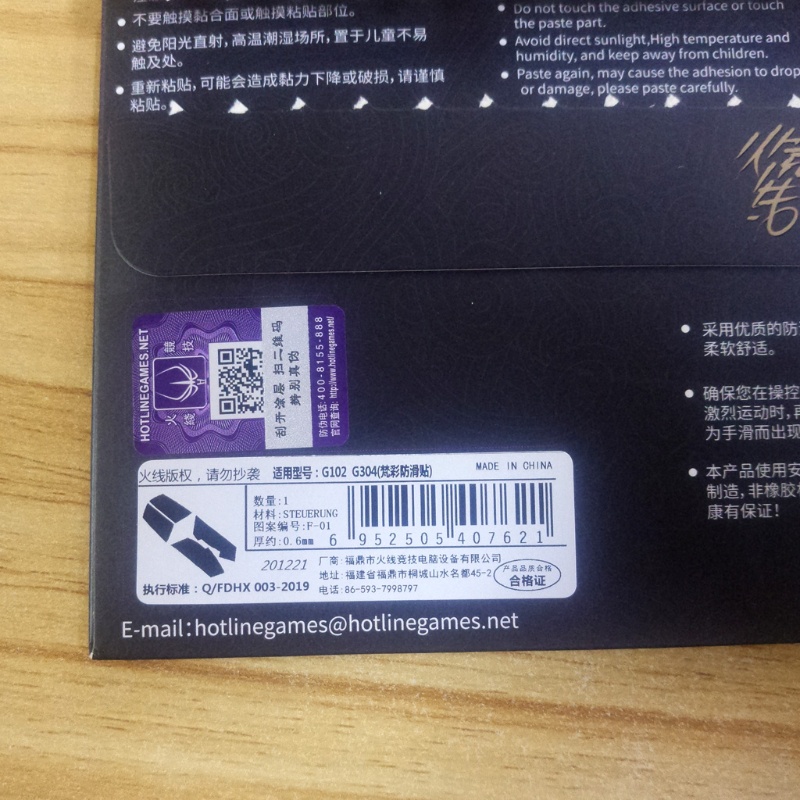 不要触摸黏合面或触摸粘贴部位。
避免阳光直射,高温潮湿场所,置于儿童不易
触及处。
重新粘贴,可能会造成黏力下降或破损,请谨慎
粘贴。
Do not touch the adhesive surface or touch
the paste part.
Avoid direct sunlight,High temperature and
humidity, and keep away from children.
Paste again, may cause the adhesion to drop
or damage, please paste carefully.
火线
HOTLINEGAMES.NET
火线竞技
刮开涂层 扫二维码
辨别真伪
防伪电话:400-8155-888
官网查询: http://www.hotlinegames.net/
采用优质的防
柔软舒适。
确保您在操控
激烈运动时,再
为手滑而出现
本产品使用安
制造,非橡胶
康有保证!
火线版权,请勿抄袭 适用型号:G102 G304(梵彩防滑贴) MADE IN CHINA
数量:1
材料:STEUERUNG
图案编号:F-01
厚约:0.6mm
6 952505 407621
201221
厂商:福鼎市火线竞技电脑设备有限公司
地址:福建省福鼎市桐城山水名都45-2
电话:86-593-7998797
产品品质合格
合格证
执行标准:Q/FDHX 003-2019
E-mail:hotlinegames@hotlinegames.net